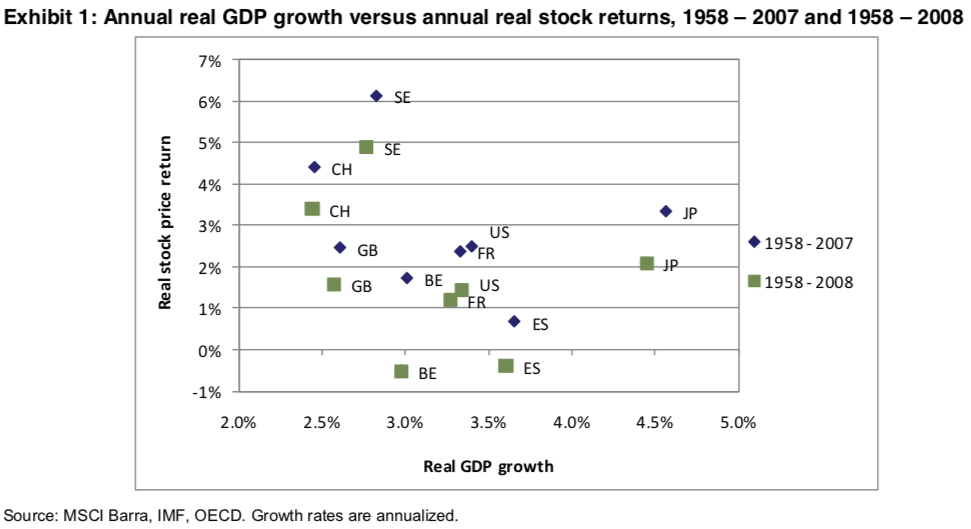 Exhibit 1: Annual real GDP growth versus annual real stock returns, 1958 – 2007 and 1958 – 2008
7%
6%
5%
4%
3%
2%
1%
0%
-1%
Real stock price return
SE
SE
CH
CH
JP
US
GB
FR
JP
BE
US
GB
FR
ES
ES
BE
1958 - 2007
1958 - 2008
2.0% 2.5% 3.0% 3.5% 4.0% 4.5% 5.0%
Real GDP growth
Source: MSCI Barra, IMF, OECD. Growth rates are annualized.